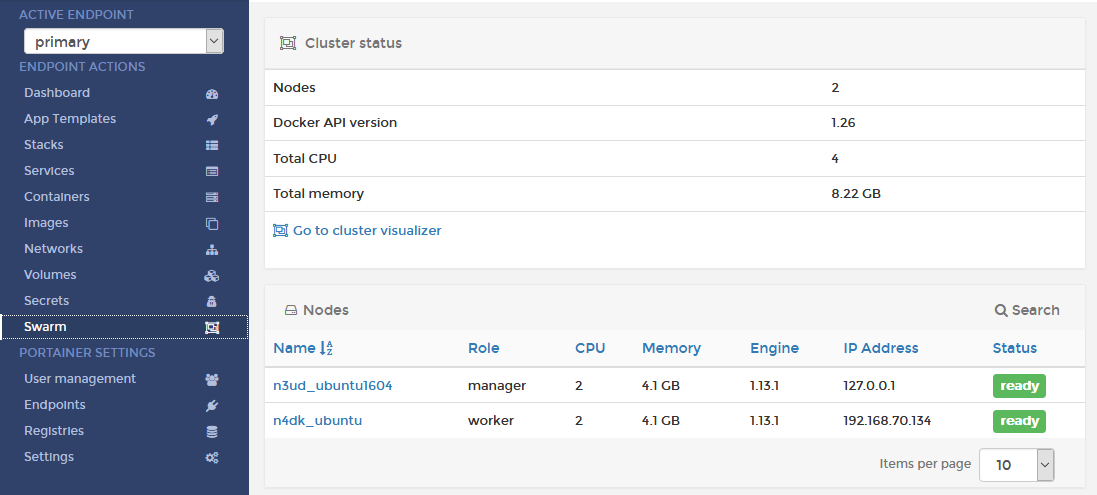 ACTIVE ENDPOINT
primary
ENDPOINT ACTIONS
Dashboard
App Templates
Stacks
Services
Containers
Images
Networks
Volumes
Secrets
Swarm
PORTAINER SETTINGS
User management
Endpoints
Registries
Settings
Cluster status
Nodes 2
Docker API version 1.26
Total CPU 4
Total memory 8.22 GB
Go to cluster visualizer
Nodes Search
Name Role CPU Memory Engine IP Address Status
n3ud_ubuntu1604 manager 2 4.1 GB 1.13.1 127.0.0.1 ready
n4dk_ubuntu worker 2 4.1 GB 1.13.1 192.168.70.134 ready
Items per page 10